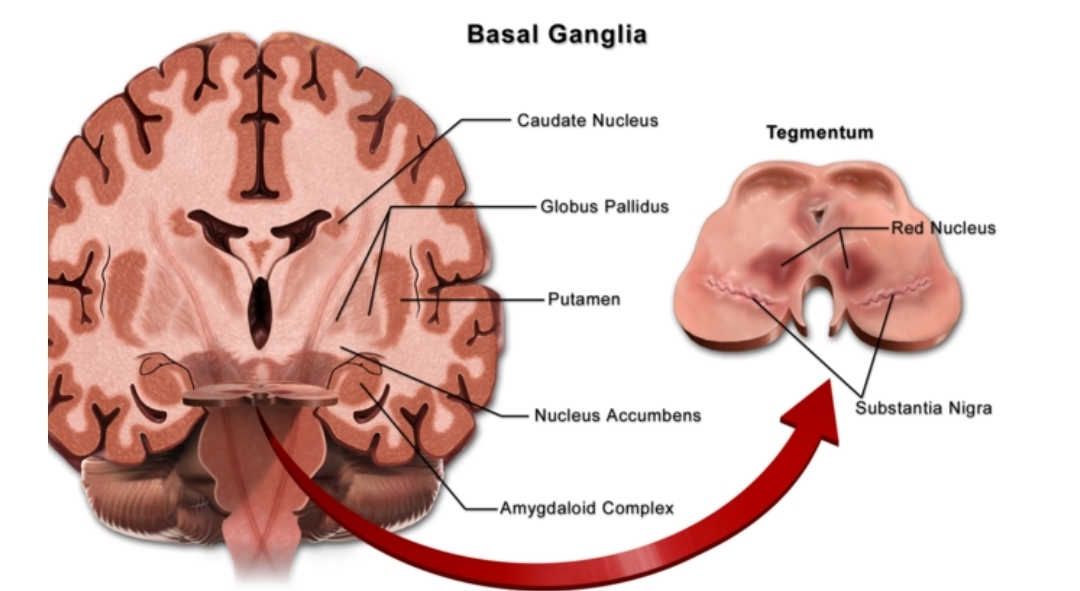 Basal Ganglia
Caudate Nucleus
Tegmentum
Globus Pallidus
Red Nucleus
Putamen
Nucleus Accumbens
Substantia Nigra
Amygdaloid Complex